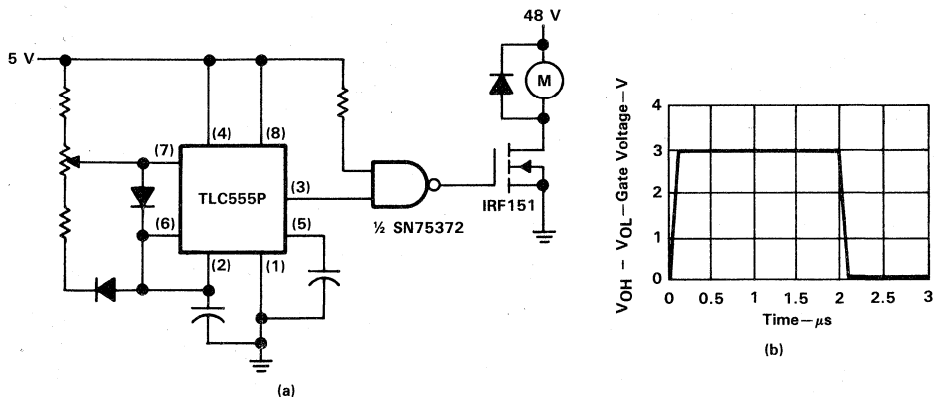 48 V
5 V
M
(4)
(8)
(7)
TLC555P
(3)
(6)
(5)
(2)
(1)
½ SN75372
IRF151
(a)
VOH – VOL – Gate Voltage – V
4
3
2
1
0
0 0.5 1 1.5 2 2.5 3
Time — μs
(b)